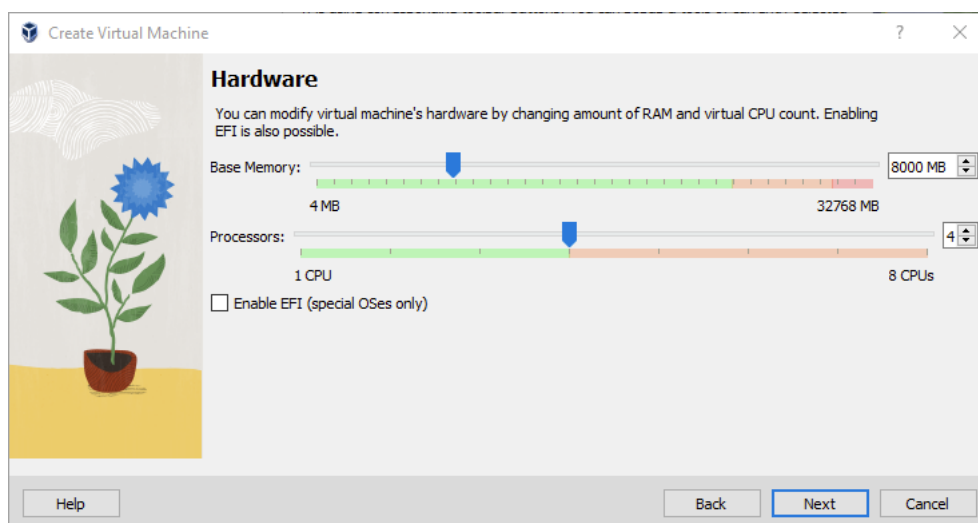 Create Virtual Machine
Hardware
You can modify virtual machine's hardware by changing amount of RAM and virtual CPU count. Enabling
EFI is also possible.
Base Memory: 8000 MB
4 MB 32768 MB
Processors: 4
1 CPU 8 CPUs
Enable EFI (special OSes only)
Help Back Next Cancel